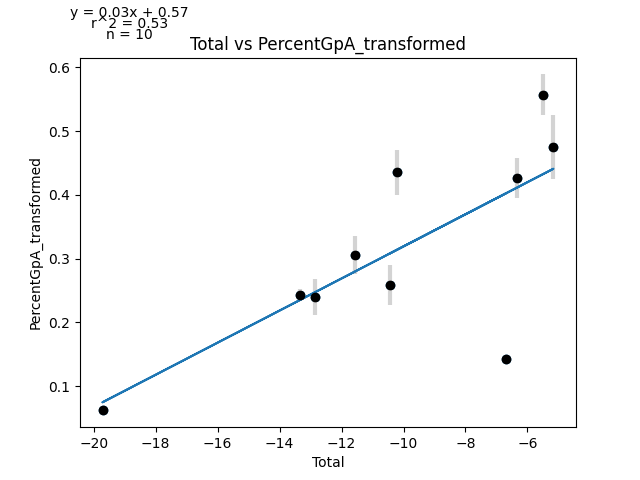 y = 0.03x + 0.57
r^2 = 0.53
n = 10
Total vs PercentGpA_transformed
0.6
0.5
0.4
0.3
0.2
0.1
PercentGpA_transformed
−20
−18
−16
−14
−12
−10
−8
−6
Total